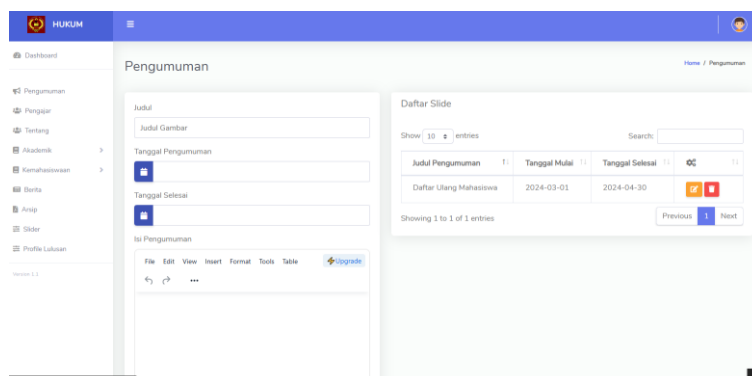 HUKUM
Dashboard
Pengumuman
Pengajar
Tentang
Akademik
Kemahasiswaan
Berita
Arsip
Slider
Profile Lulusan
Version 1.1
Pengumuman
Home / Pengumuman
Judul
Judul Gambar
Tanggal Pengumuman
Tanggal Selesai
Isi Pengumuman
File Edit View Insert Format Tools Table Upgrade
Daftar Slide
Show 10 entries Search:
Judul Pengumuman Tanggal Mulai Tanggal Selesai
Daftar Ulang Mahasiswa 2024-03-01 2024-04-30
Showing 1 to 1 of 1 entries Previous 1 Next